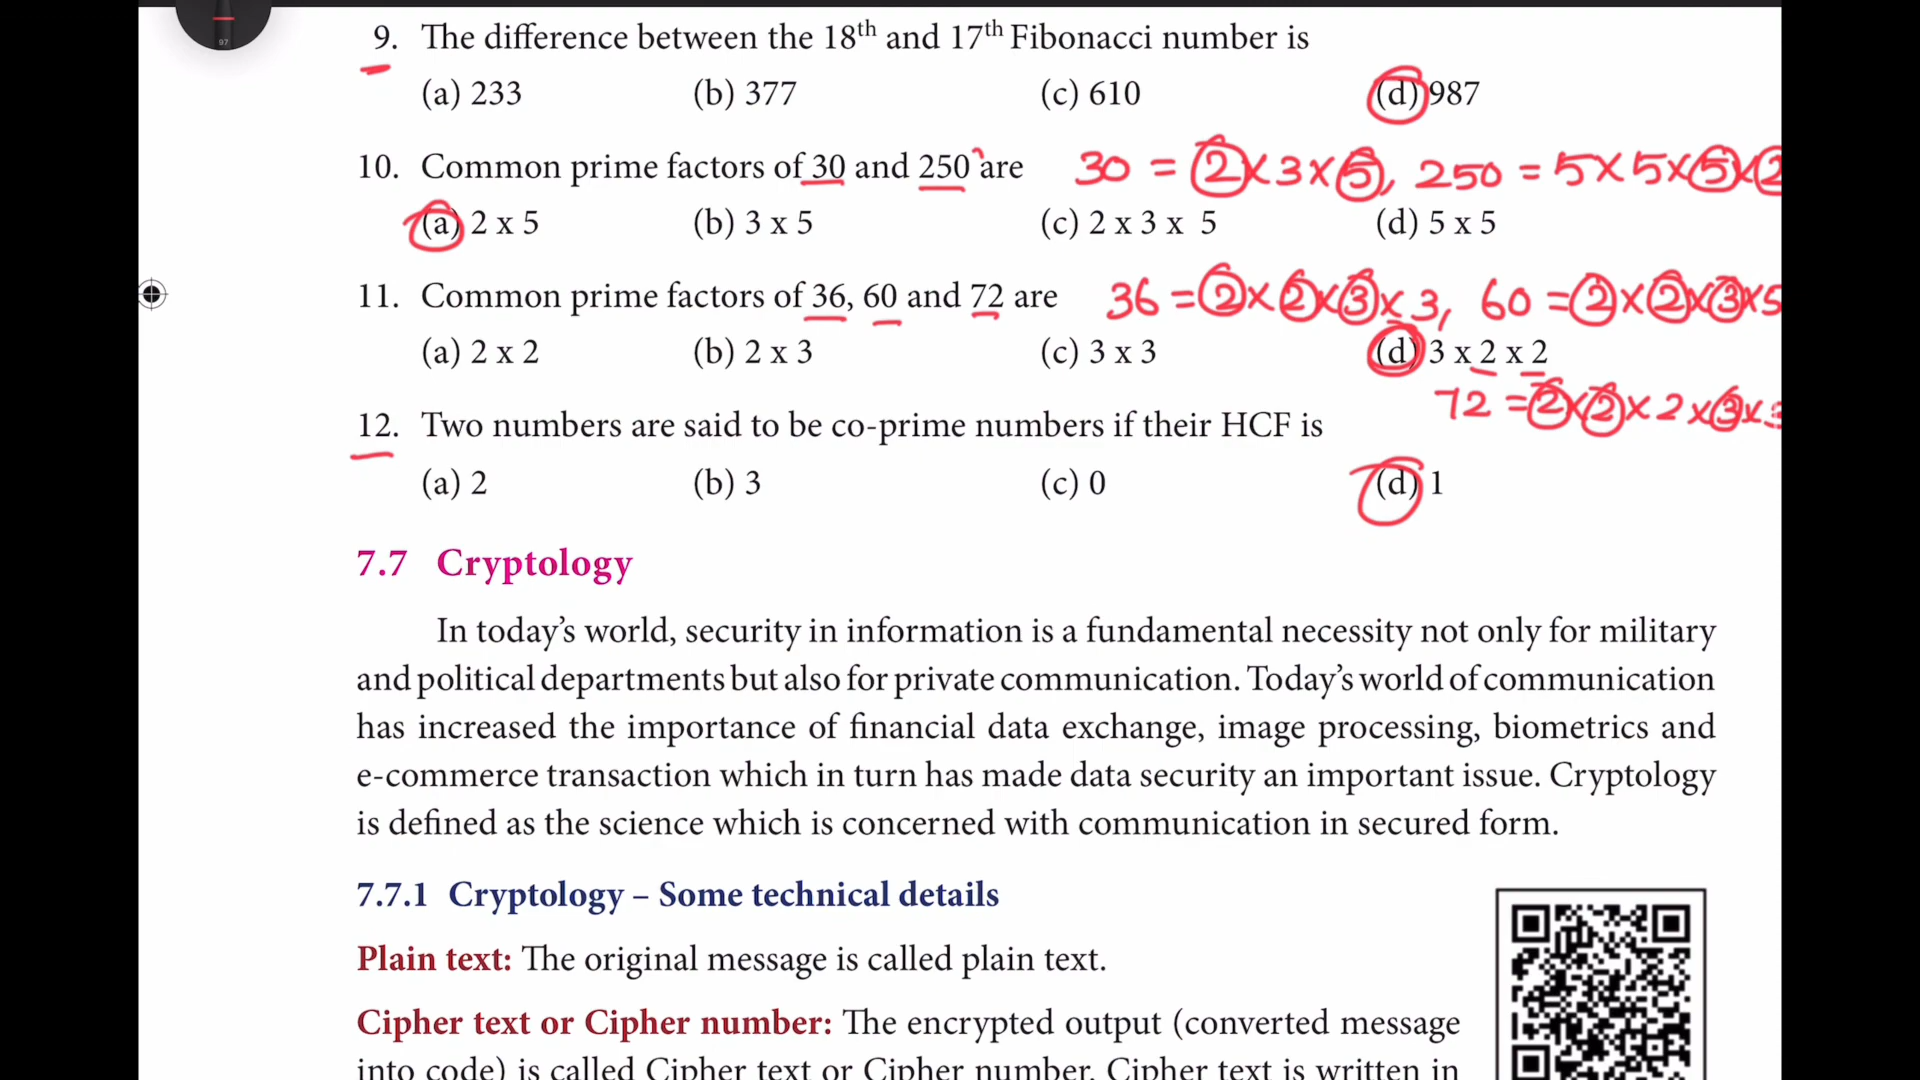 97
9. The difference between the 18th and 17th Fibonacci number is
(a) 233 (b) 377 (c) 610 (d) 987
10. Common prime factors of 30 and 250 are 30 = 2 × 3 × 5, 250 = 5 × 5 × 5 × 2
(a) 2 x 5 (b) 3 x 5 (c) 2 x 3 x 5 (d) 5 x 5
11. Common prime factors of 36, 60 and 72 are 36 = 2 × 2 × 3 × 3, 60 = 2 × 2 × 3 × 5
(a) 2 x 2 (b) 2 x 3 (c) 3 x 3 (d) 3 x 2 x 2
72 = 2 × 2 × 2 × 3 × 3
12. Two numbers are said to be co-prime numbers if their HCF is
(a) 2 (b) 3 (c) 0 (d) 1
7.7 Cryptology
In today’s world, security in information is a fundamental necessity not only for military
and political departments but also for private communication. Today’s world of communication
has increased the importance of financial data exchange, image processing, biometrics and
e-commerce transaction which in turn has made data security an important issue. Cryptology
is defined as the science which is concerned with communication in secured form.
7.7.1 Cryptology – Some technical details
Plain text: The original message is called plain text.
Cipher text or Cipher number: The encrypted output (converted message
into code) is called Cipher text or Cipher number. Cipher text is written in